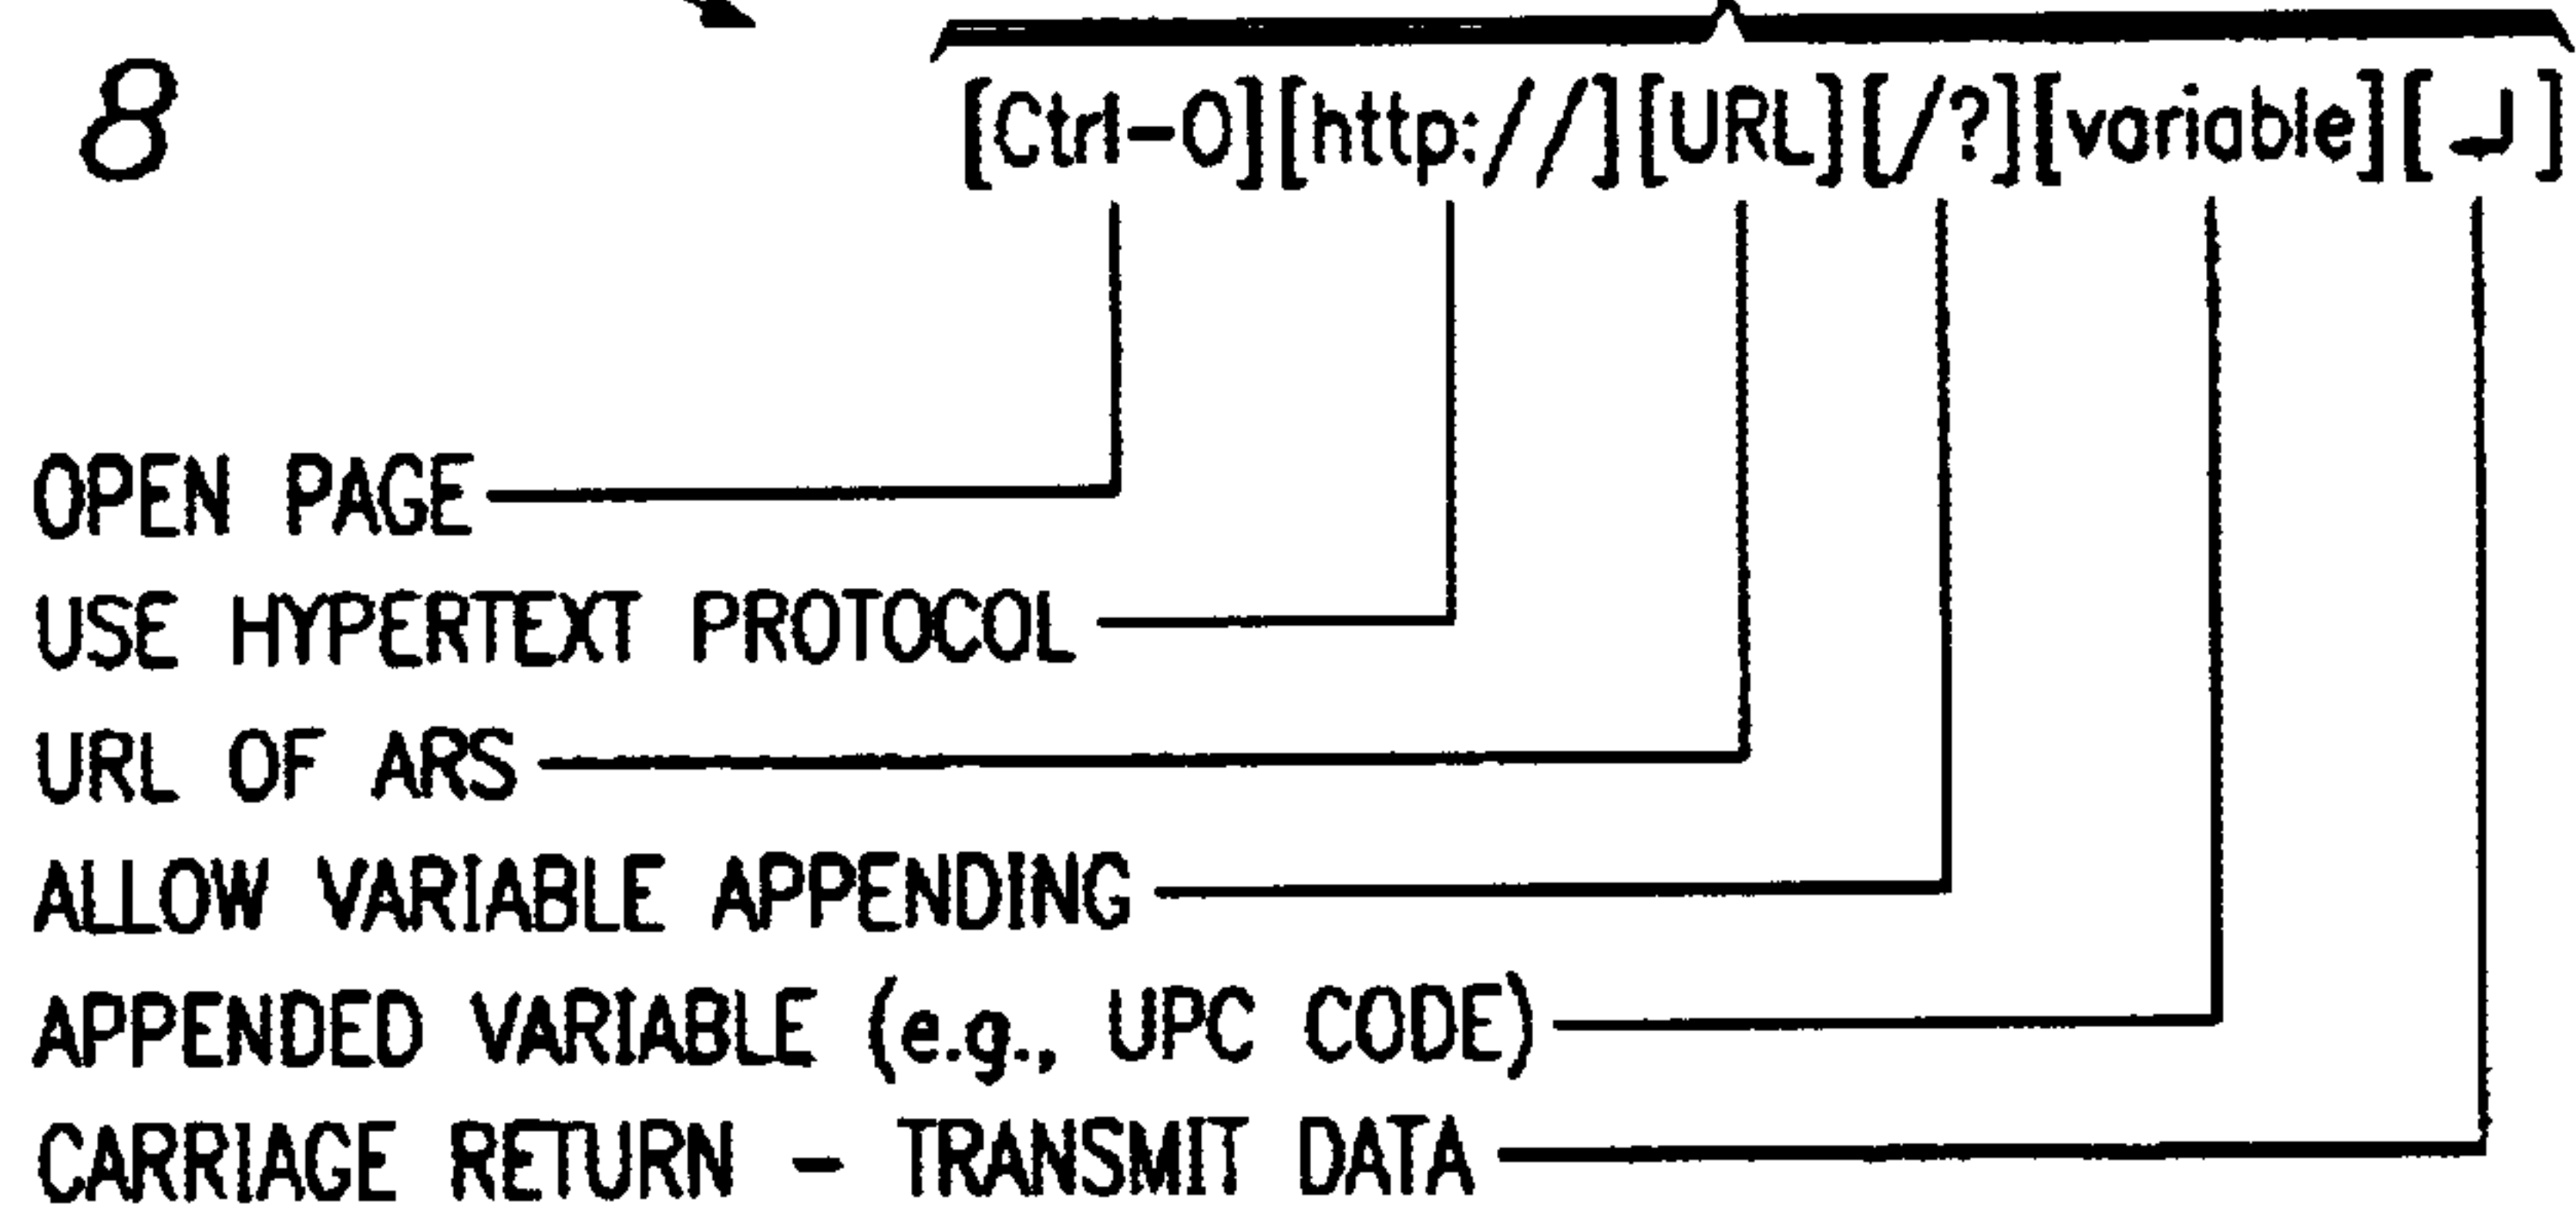 8
[Ctrl-O][http://][URL][/?][variable][↵]
OPEN PAGE
USE HYPERTEXT PROTOCOL
URL OF ARS
ALLOW VARIABLE APPENDING
APPENDED VARIABLE (e.g., UPC CODE)
CARRIAGE RETURN - TRANSMIT DATA